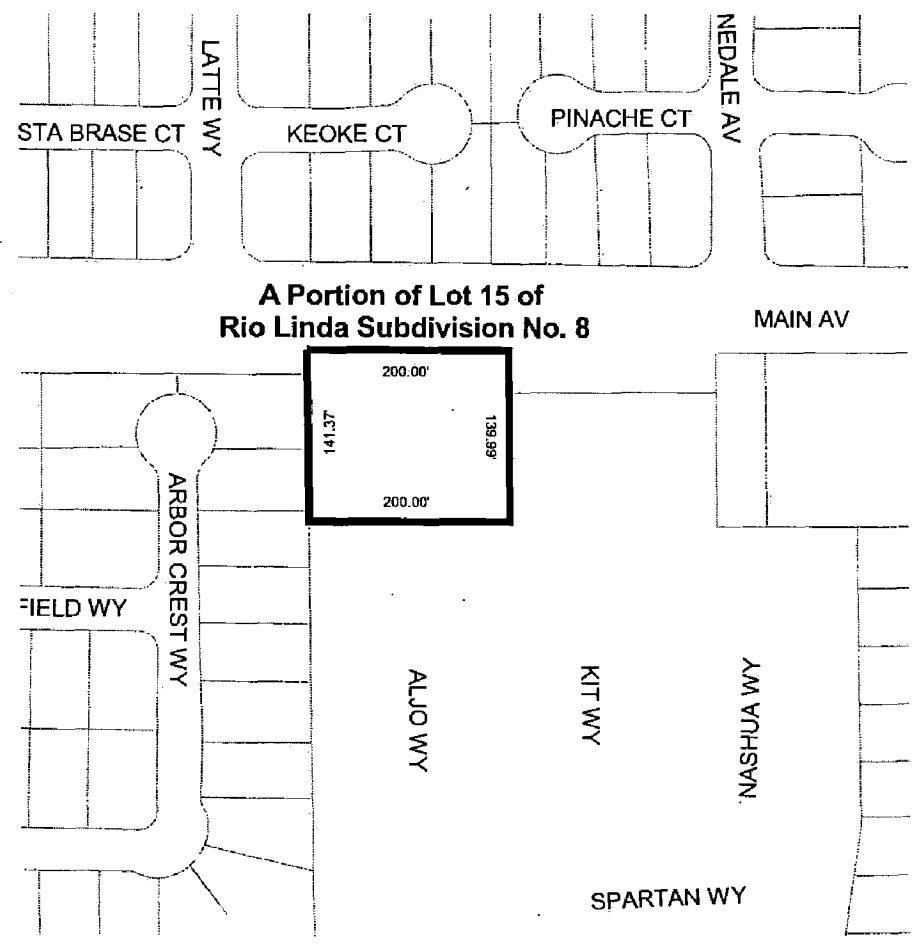 LATTE WY
NEDALE AV
STA BRASE CT
KEOKE CT
PINACHE CT
A Portion of Lot 15 of
Rio Linda Subdivision No. 8
MAIN AV
200.00'
141.37'
139.99'
200.00'
ARBOR CREST WY
FIELD WY
ALJO WY
KIT WY
NASHUA WY
SPARTAN WY